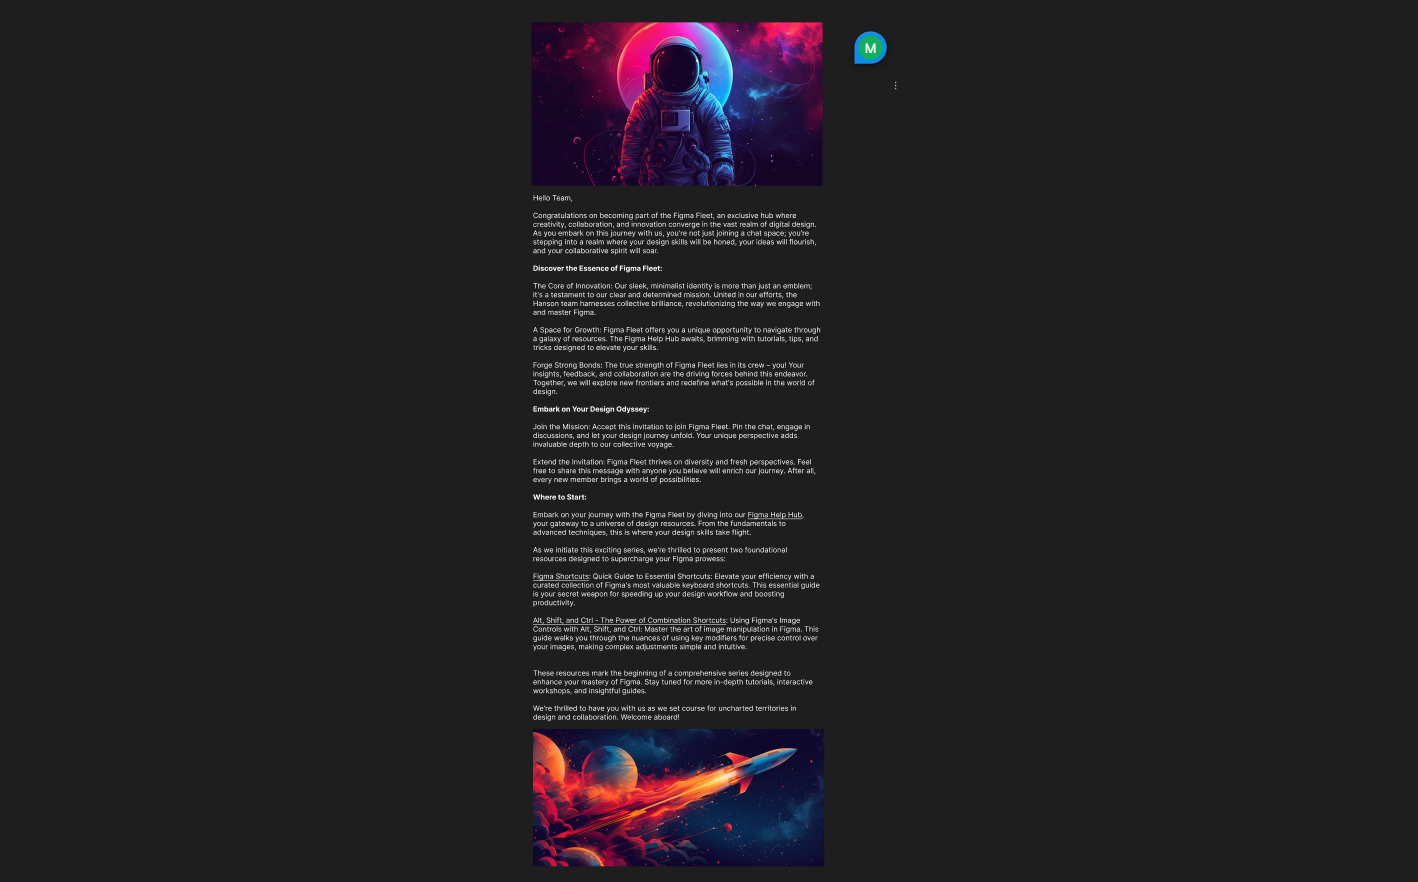 M
Hello Team,
Congratulations on becoming part of the Figma Fleet, an exclusive hub where
creativity, collaboration, and innovation converge in the vast realm of digital design.
As you embark on this journey with us, you're not just joining a chat space; you're
stepping into a realm where your design skills will be honed, your ideas will flourish,
and your collaborative spirit will soar.
Discover the Essence of Figma Fleet:
The Core of Innovation: Our sleek, minimalist identity is more than just an emblem;
it's a testament to our clear and determined mission. United in our efforts, the
Hanson team harnesses collective brilliance, revolutionizing the way we engage with
and master Figma.
A Space for Growth: Figma Fleet offers you a unique opportunity to navigate through
a galaxy of resources. The Figma Help Hub awaits, brimming with tutorials, tips, and
tricks designed to elevate your skills.
Forge Strong Bonds: The true strength of Figma Fleet lies in its crew – you! Your
insights, feedback, and collaboration are the driving forces behind this endeavor.
Together, we will explore new frontiers and redefine what's possible in the world of
design.
Embark on Your Design Odyssey:
Join the Mission: Accept this invitation to join Figma Fleet. Pin the chat, engage in
discussions, and let your design journey unfold. Your unique perspective adds
invaluable depth to our collective voyage.
Extend the Invitation: Figma Fleet thrives on diversity and fresh perspectives. Feel
free to share this message with anyone you believe will enrich our journey. After all,
every new member brings a world of possibilities.
Where to Start:
Embark on your journey with the Figma Fleet by diving into our Figma Help Hub,
your gateway to a universe of design resources. From the fundamentals to
advanced techniques, this is where your design skills take flight.
As we initiate this exciting series, we're thrilled to present two foundational
resources designed to supercharge your Figma prowess:
Figma Shortcuts: Quick Guide to Essential Shortcuts: Elevate your efficiency with a
curated collection of Figma's most valuable keyboard shortcuts. This essential guide
is your secret weapon for speeding up your design workflow and boosting
productivity.
Alt, Shift, and Ctrl - The Power of Combination Shortcuts: Using Figma's Image
Controls with Alt, Shift, and Ctrl: Master the art of image manipulation in Figma. This
guide walks you through the nuances of using key modifiers for precise control over
your images, making complex adjustments simple and intuitive.
These resources mark the beginning of a comprehensive series designed to
enhance your mastery of Figma. Stay tuned for more in-depth tutorials, interactive
workshops, and insightful guides.
We're thrilled to have you with us as we set course for uncharted territories in
design and collaboration. Welcome aboard!